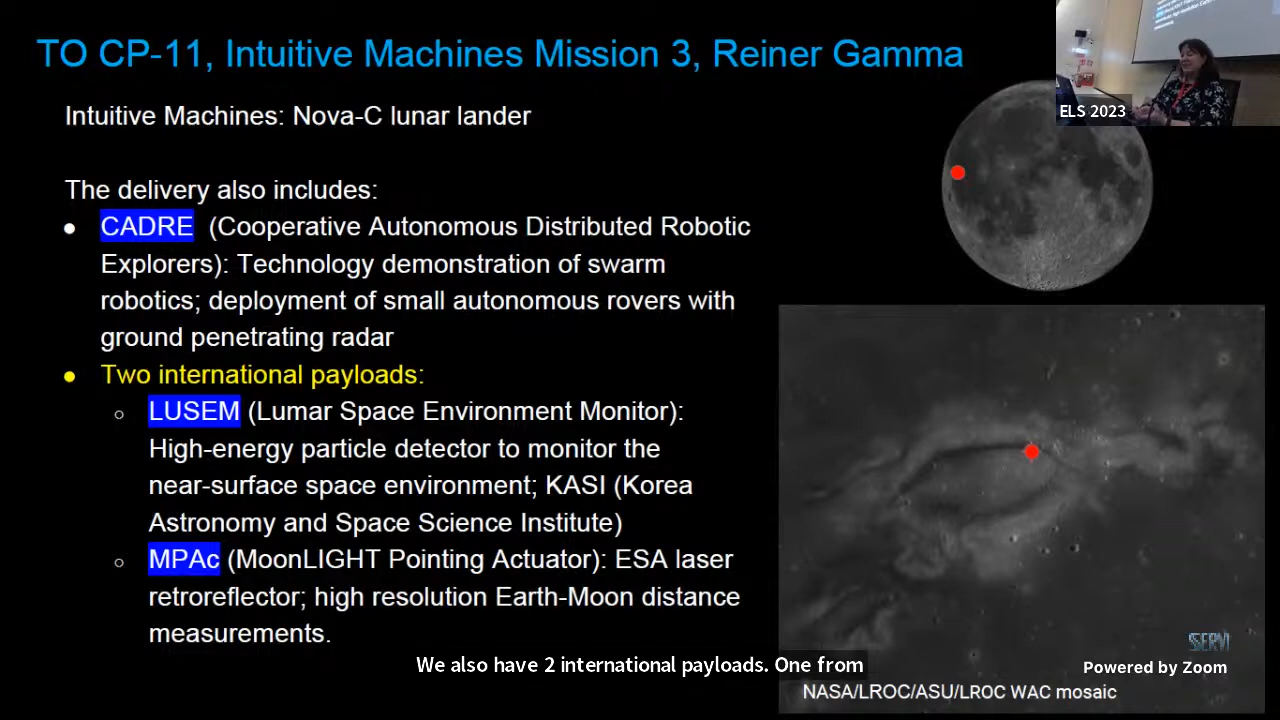 TO CP-11, Intuitive Machines Mission 3, Reiner Gamma
Intuitive Machines: Nova-C lunar lander
ELS 2023
The delivery also includes:
• CADRE (Cooperative Autonomous Distributed Robotic
Explorers): Technology demonstration of swarm
robotics; deployment of small autonomous rovers with
ground penetrating radar
• Two international payloads:
○ LUSEM (Lumar Space Environment Monitor):
High-energy particle detector to monitor the
near-surface space environment; KASI (Korea
Astronomy and Space Science Institute)
○ MPAc (MoonLIGHT Pointing Actuator): ESA laser
retroreflector; high resolution Earth-Moon distance
measurements.
We also have 2 international payloads. One from
Powered by Zoom
NASA/LROC/ASU/LROC WAC mosaic